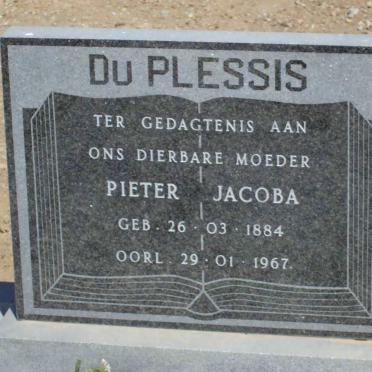 DU PLESSIS
TER GEDAGTENIS AAN
ONS DIERBARE MOEDER
PIETER JACOBA
GEB. 26·03·1884
OORL. 29·01·1967.